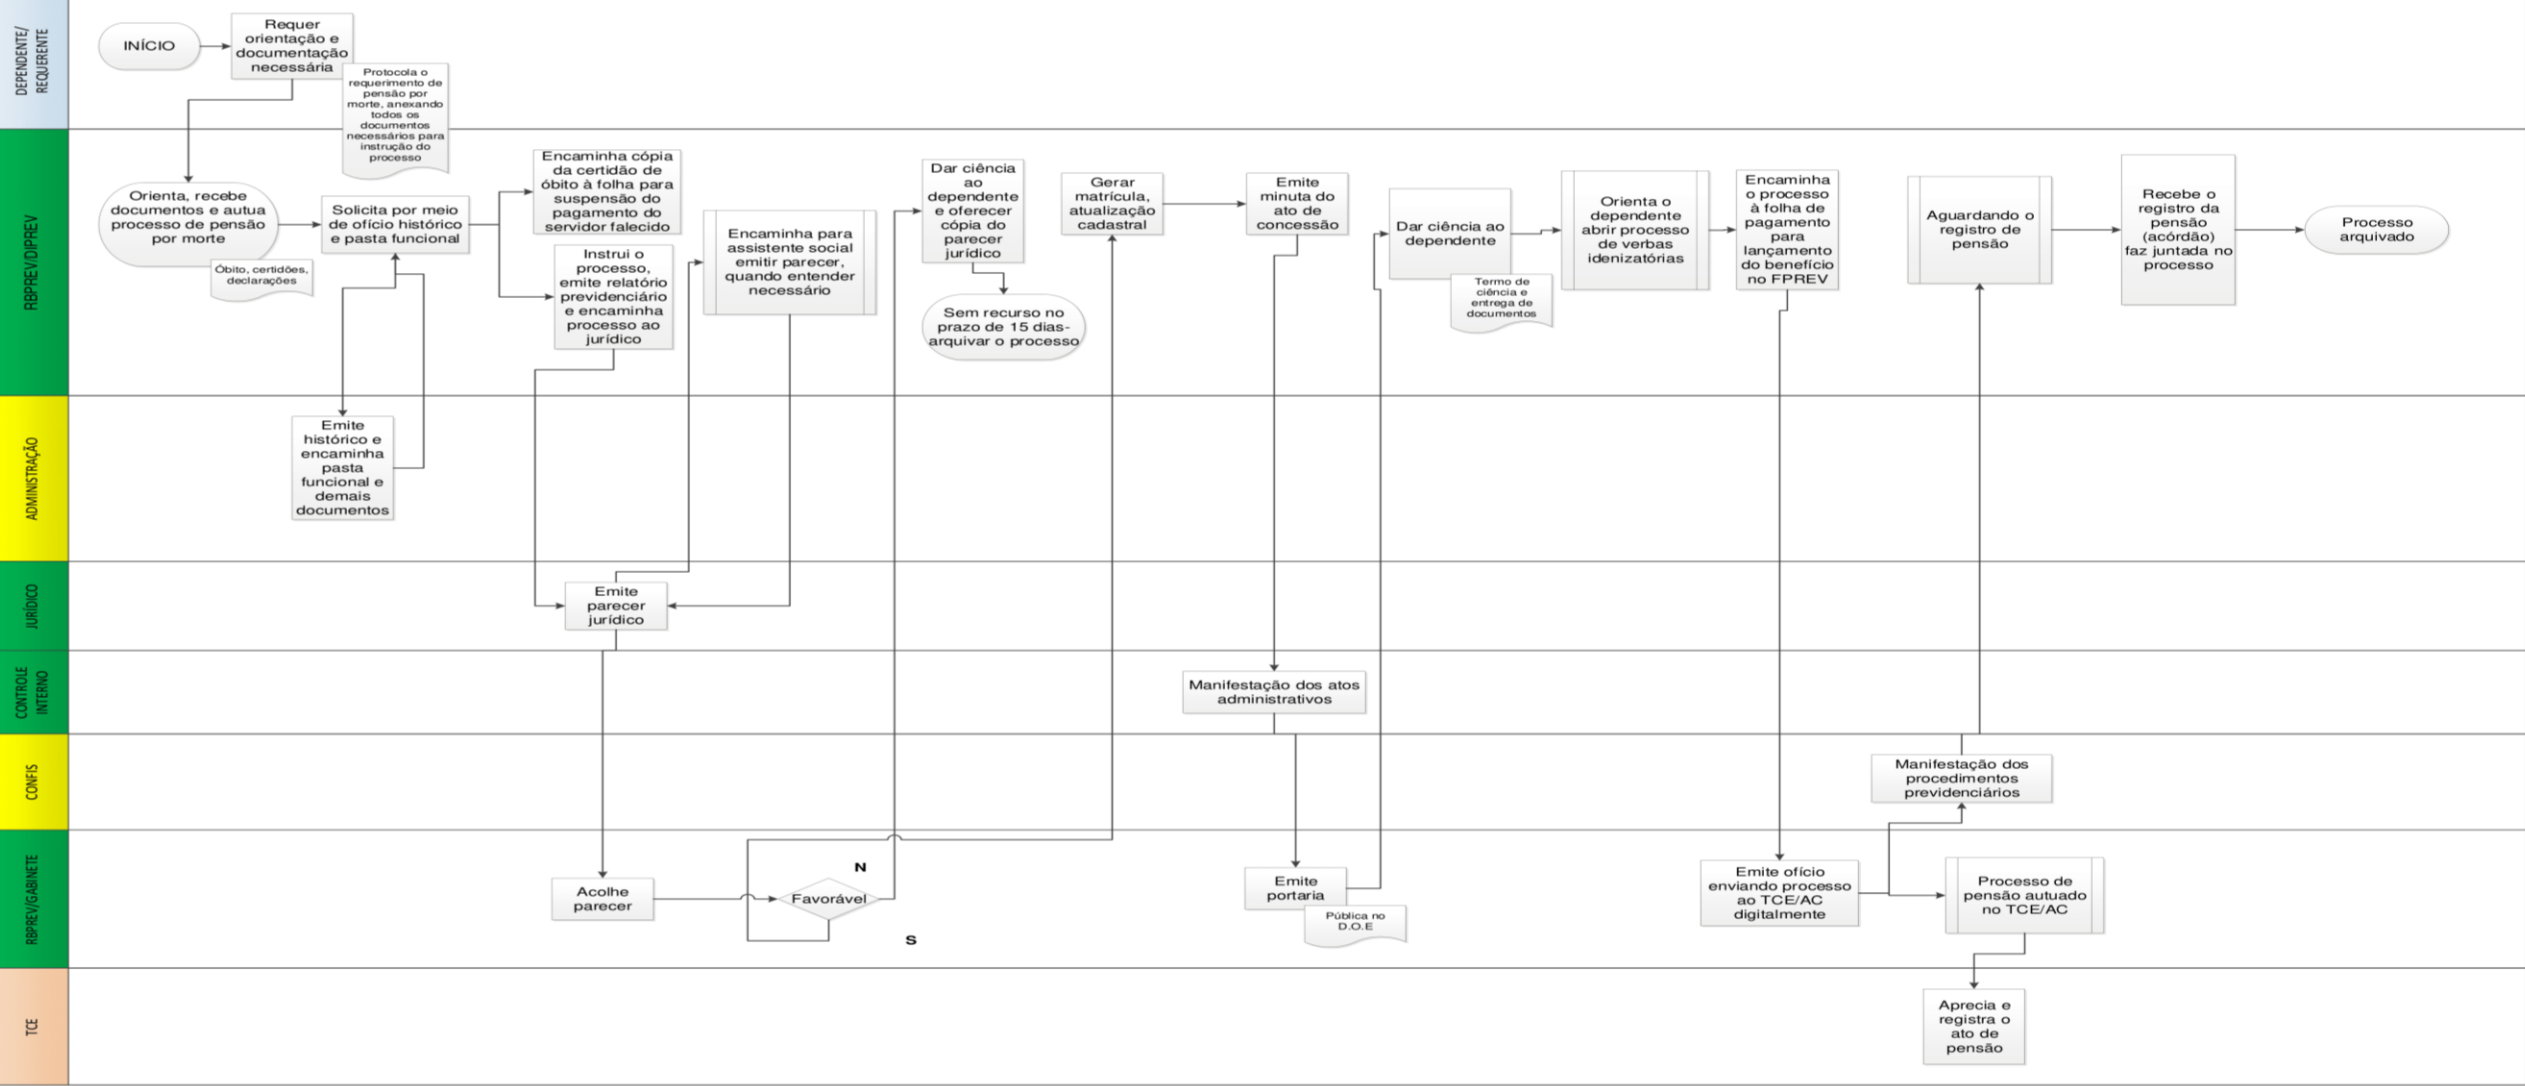 DEPENDENTE/
REQUERENTE
INÍCIO
Requer
orientação e
documentação
necessária
Protocola o
requerimento de
pensão por
morte, anexando
todos os
documentos
necessários para
instrução do
processo
RBPREV/DIPREV
Orienta, recebe
documentos e autua
processo de pensão
por morte
Óbito, certidões,
declarações
Solicita por meio
de ofício histórico
e pasta funcional
Encaminha cópia
da certidão de
óbito à folha para
suspensão do
pagamento do
servidor falecido
Instrui o
processo,
emite relatório
previdenciário
e encaminha
processo ao
jurídico
Encaminha para
assistente social
emitir parecer,
quando entender
necessário
Dar ciência
ao
dependente
e oferecer
cópia do
parecer
jurídico
Sem recurso no
prazo de 15 dias-
arquivar o processo
Gerar
matrícula,
atualização
cadastral
Emite
minuta do
ato de
concessão
Dar ciência ao
dependente
Termo de
ciência e
entrega de
documentos
Orienta o
dependente
abrir processo
de verbas
idenizatórias
Encaminha
o processo
à folha de
pagamento
para
lançamento
do benefício
no FPREV
Aguardando o
registro de
pensão
Recebe o
registro da
pensão
(acórdão)
faz juntada no
processo
Processo
arquivado
ADMINISTRAÇÃO
Emite
histórico e
encaminha
pasta
funcional e
demais
documentos
JURÍDICO
Emite
parecer
jurídico
CONTROLE
INTERNO
Manifestação dos atos
administrativos
CONFIS
Manifestação dos
procedimentos
previdenciários
RBPREV/GABINETE
Acolhe
parecer
Favorável
N
S
Emite
portaria
Pública no
D.O.E
Emite ofício
enviando processo
ao TCE/AC
digitalmente
Processo de
pensão autuado
no TCE/AC
TCE
Aprecia e
registra o
ato de
pensão